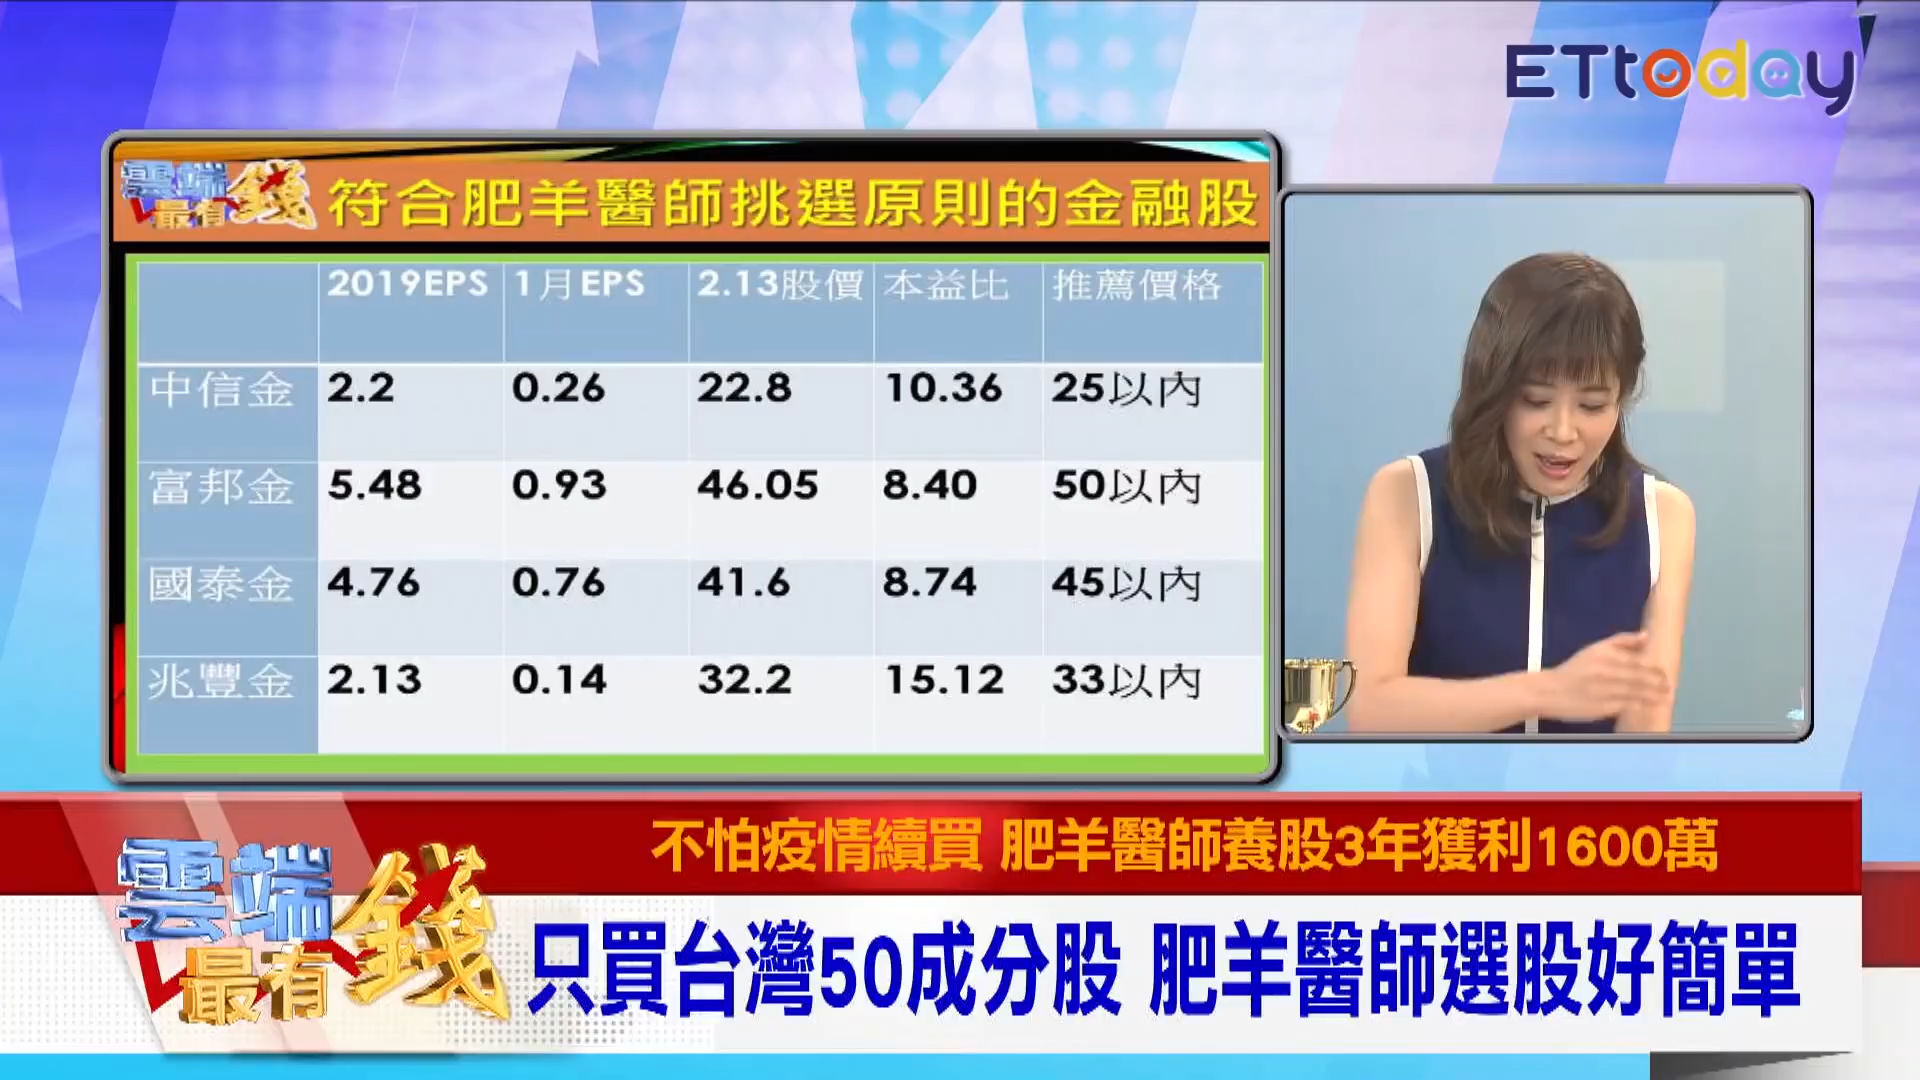 ETtoday
雲端最有錢 符合肥羊醫師挑選原則的金融股
2019EPS 1月EPS 2.13股價 本益比 推薦價格
中信金 2.2 0.26 22.8 10.36 25以內
富邦金 5.48 0.93 46.05 8.40 50以內
國泰金 4.76 0.76 41.6 8.74 45以內
兆豐金 2.13 0.14 32.2 15.12 33以內
不怕疫情續買 肥羊醫師養股3年獲利1600萬
雲端最有錢
只買台灣50成分股 肥羊醫師選股好簡單